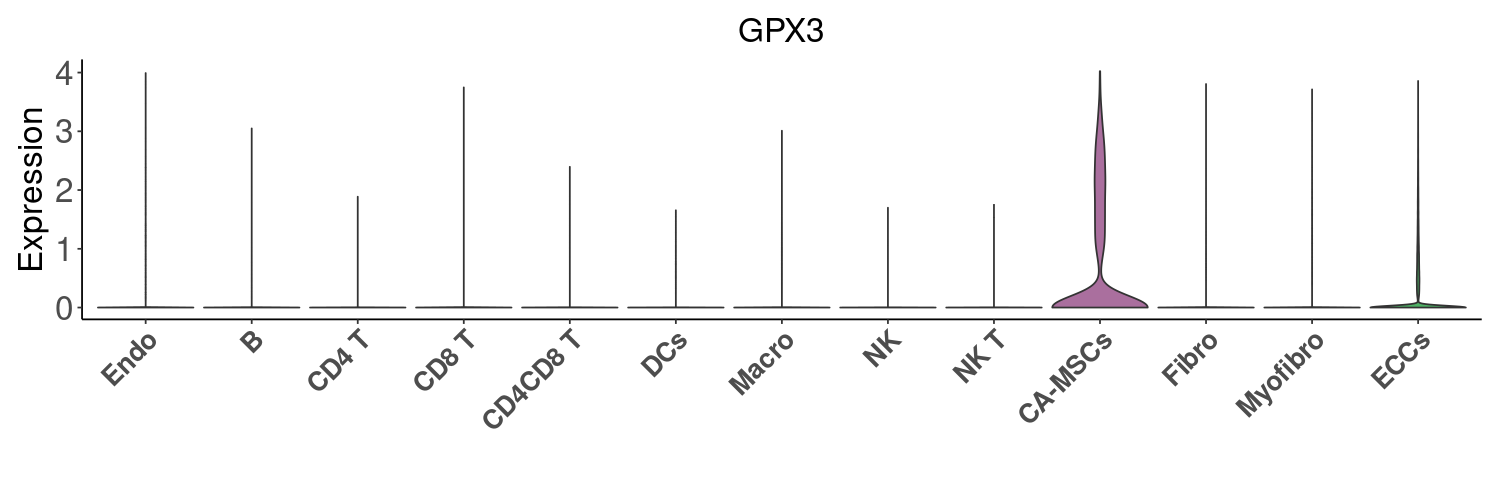 GPX3
Expression
4
3
2
1
0
Endo
B
CD4 T
CD8 T
CD4CD8 T
DCs
Macro
NK
NK T
CA-MSCs
Fibro
Myofibro
ECCs